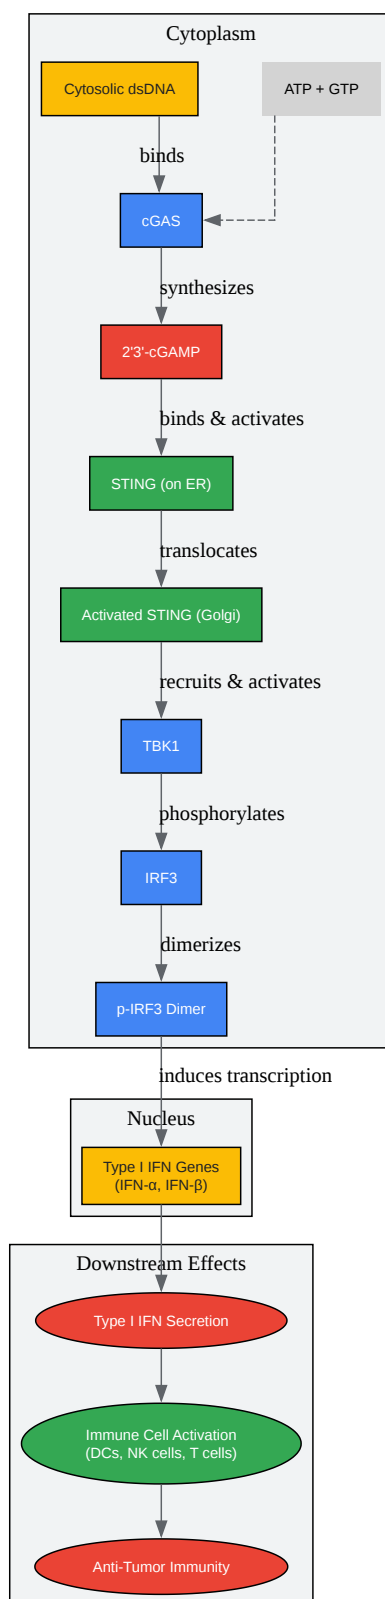 Cytoplasm
Cytosolic dsDNA
ATP + GTP
binds
cGAS
synthesizes
2'3'-cGAMP
binds & activates
STING (on ER)
translocates
Activated STING (Golgi)
recruits & activates
TBK1
phosphorylates
IRF3
dimerizes
p-IRF3 Dimer
induces transcription
Nucleus
Type I IFN Genes
(IFN-α, IFN-β)
Downstream Effects
Type I IFN Secretion
Immune Cell Activation
(DCs, NK cells, T cells)
Anti-Tumor Immunity